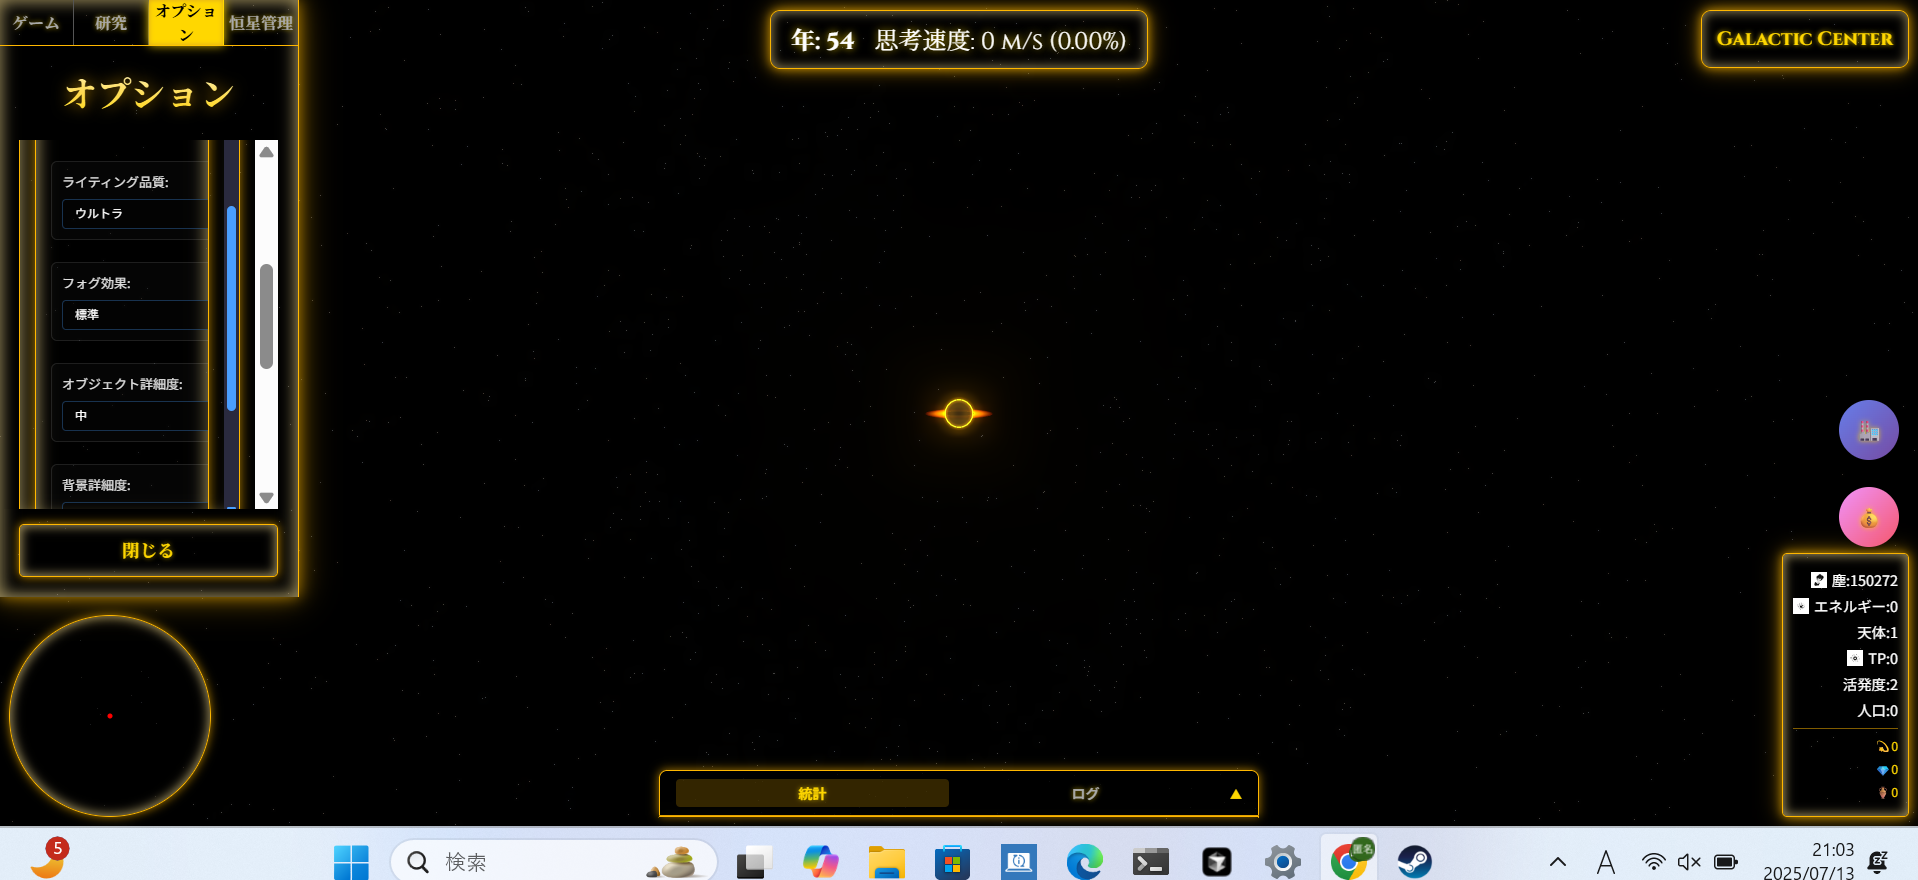 ゲーム
研究
オプショ
ン
恒星管理
オプション
ライティング品質:
ウルトラ
フォグ効果:
標準
オブジェクト詳細度:
中
背景詳細度:
閉じる
年: 54 思考速度: 0 m/s (0.00%)
Galactic Center
塵:150272
エネルギー:0
天体:1
TP:0
活発度:2
人口:0
0
0
0
統計
ログ
▲
5
検索
匿名
A
21:03
2025/07/13